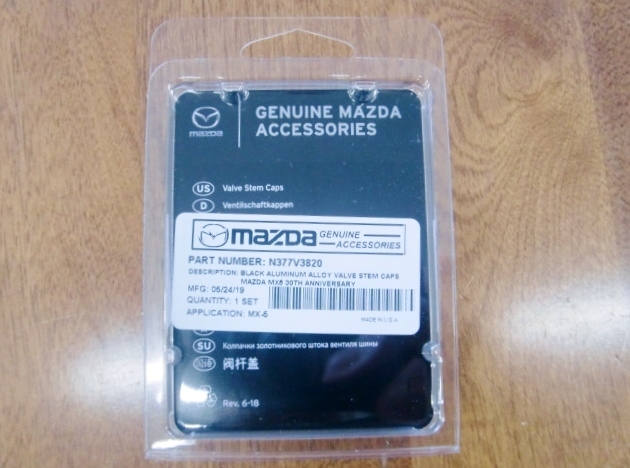 mazda
GENUINE MAZDA
ACCESSORIES
US Valve Stem Caps
D Ventilschaftkappen
mazda GENUINE
ACCESSORIES
PART NUMBER: N377V3820
DESCRIPTION: BLACK ALUMINUM ALLOY VALVE STEM CAPS
MAZDA MX5 30TH ANNIVERSARY
MFG: 05/24/19
QUANTITY: 1 SET
APPLICATION: MX-5
MADE IN U.S.A
SU Колпачки золотникового штока вентиля шины
阀杆盖
Rev. 6-18